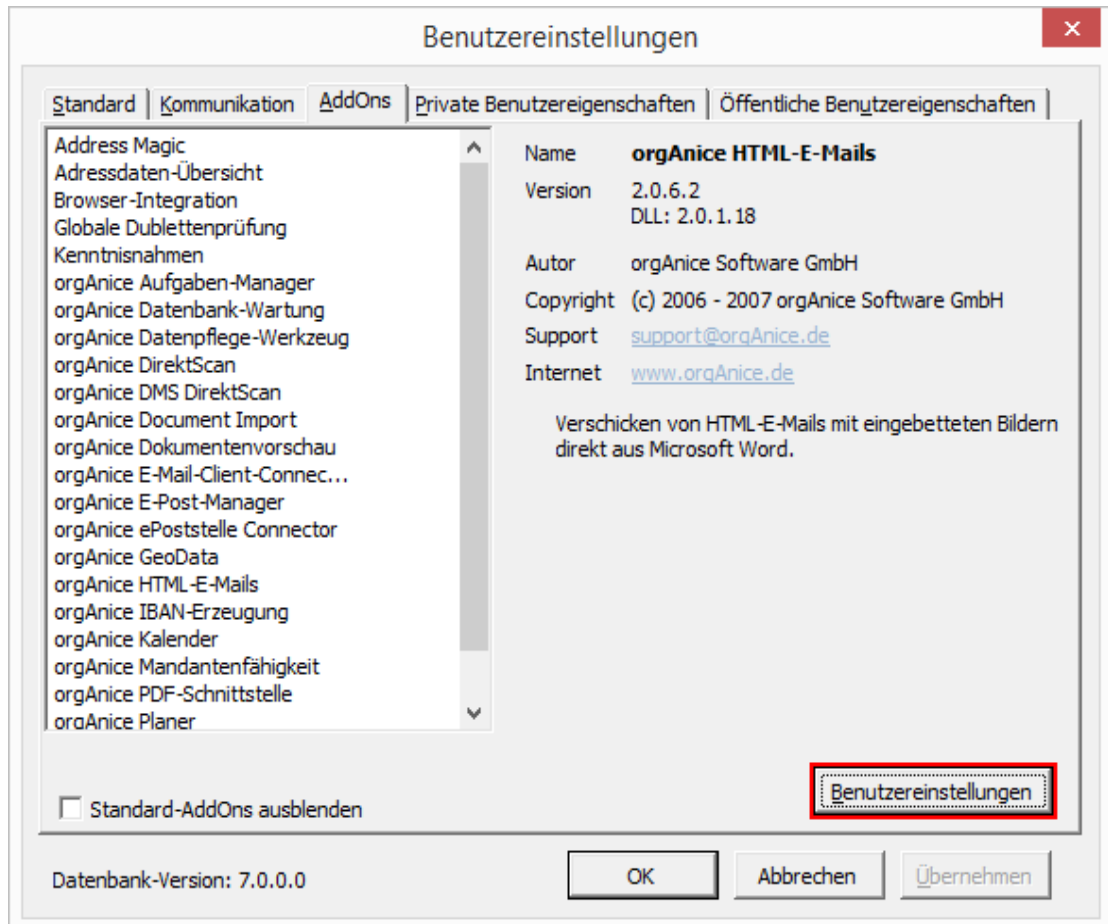 Benutzereinstellungen
Standard
Kommunikation
AddOns
Private Benutzereigenschaften
Öffentliche Benutzereigenschaften
Address Magic
Adressdaten-Übersicht
Browser-Integration
Globale Dublettenprüfung
Kenntnisnahmen
orgAnice Aufgaben-Manager
orgAnice Datenbank-Wartung
orgAnice Datenpflege-Werkzeug
orgAnice DirektScan
orgAnice DMS DirektScan
orgAnice Document Import
orgAnice Dokumentenvorschau
orgAnice E-Mail-Client-Connec...
orgAnice E-Post-Manager
orgAnice ePoststelle Connector
orgAnice GeoData
orgAnice HTML-E-Mails
orgAnice IBAN-Erzeugung
orgAnice Kalender
orgAnice Mandantenfähigkeit
orgAnice PDF-Schnittstelle
orgAnice Planer
Name orgAnice HTML-E-Mails
Version 2.0.6.2
DLL: 2.0.1.18
Autor orgAnice Software GmbH
Copyright (c) 2006 - 2007 orgAnice Software GmbH
Support support@orgAnice.de
Internet www.orgAnice.de
Verschicken von HTML-E-Mails mit eingebetteten Bildern
direkt aus Microsoft Word.
Standard-AddOns ausblenden
Benutzereinstellungen
Datenbank-Version: 7.0.0.0
OK
Abbrechen
Übernehmen